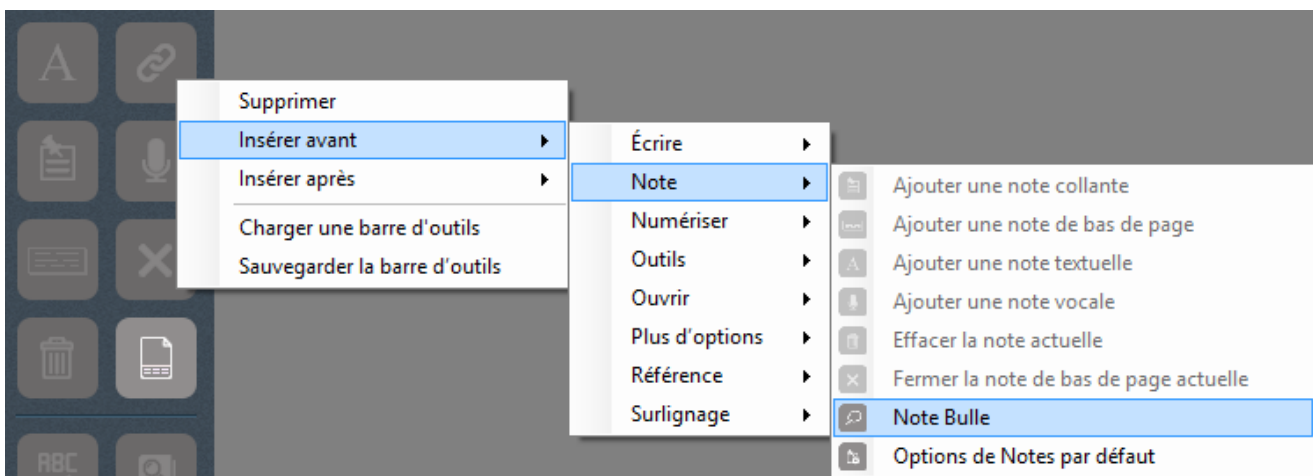 A
Supprimer
Insérer avant
Insérer après
Charger une barre d'outils
Sauvegarder la barre d'outils
Écrire
Note
Numériser
Outils
Ouvrir
Plus d'options
Référence
Surlignage
Ajouter une note collante
Ajouter une note de bas de page
Ajouter une note textuelle
Ajouter une note vocale
Effacer la note actuelle
Fermer la note de bas de page actuelle
Note Bulle
Options de Notes par défaut
ABC